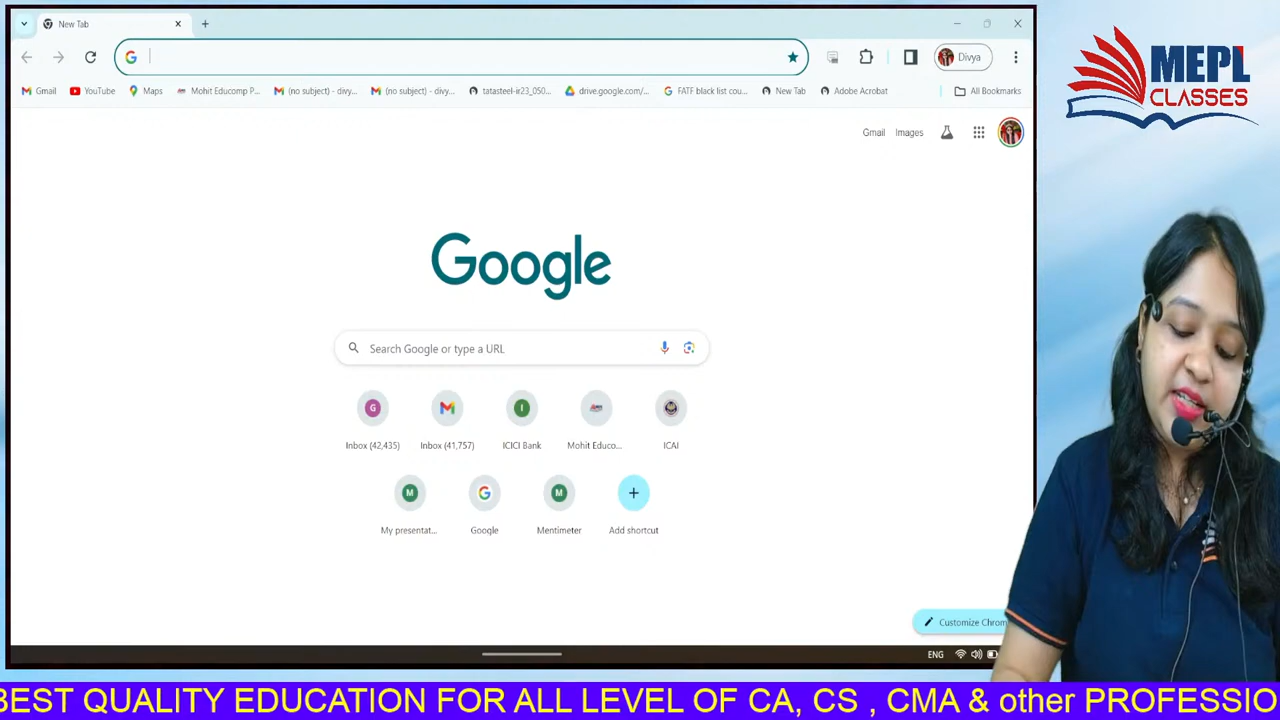 New Tab
Divya
Gmail
YouTube
Maps
Mohit Educomp P...
(no subject) - divy...
(no subject) - divy...
tatasteel-ir23_050...
drive.google.com/...
FATF black list cou...
New Tab
Adobe Acrobat
All Bookmarks
Gmail
Images
Google
Search Google or type a URL
Inbox (42,435)
Inbox (41,757)
ICICI Bank
Mohit Educo...
ICAI
My presentat...
Google
Mentimeter
Add shortcut
Customize Chrom
ENG
MEPL
CLASSES
BEST QUALITY EDUCATION FOR ALL LEVEL OF CA, CS , CMA & other PROFESSIO